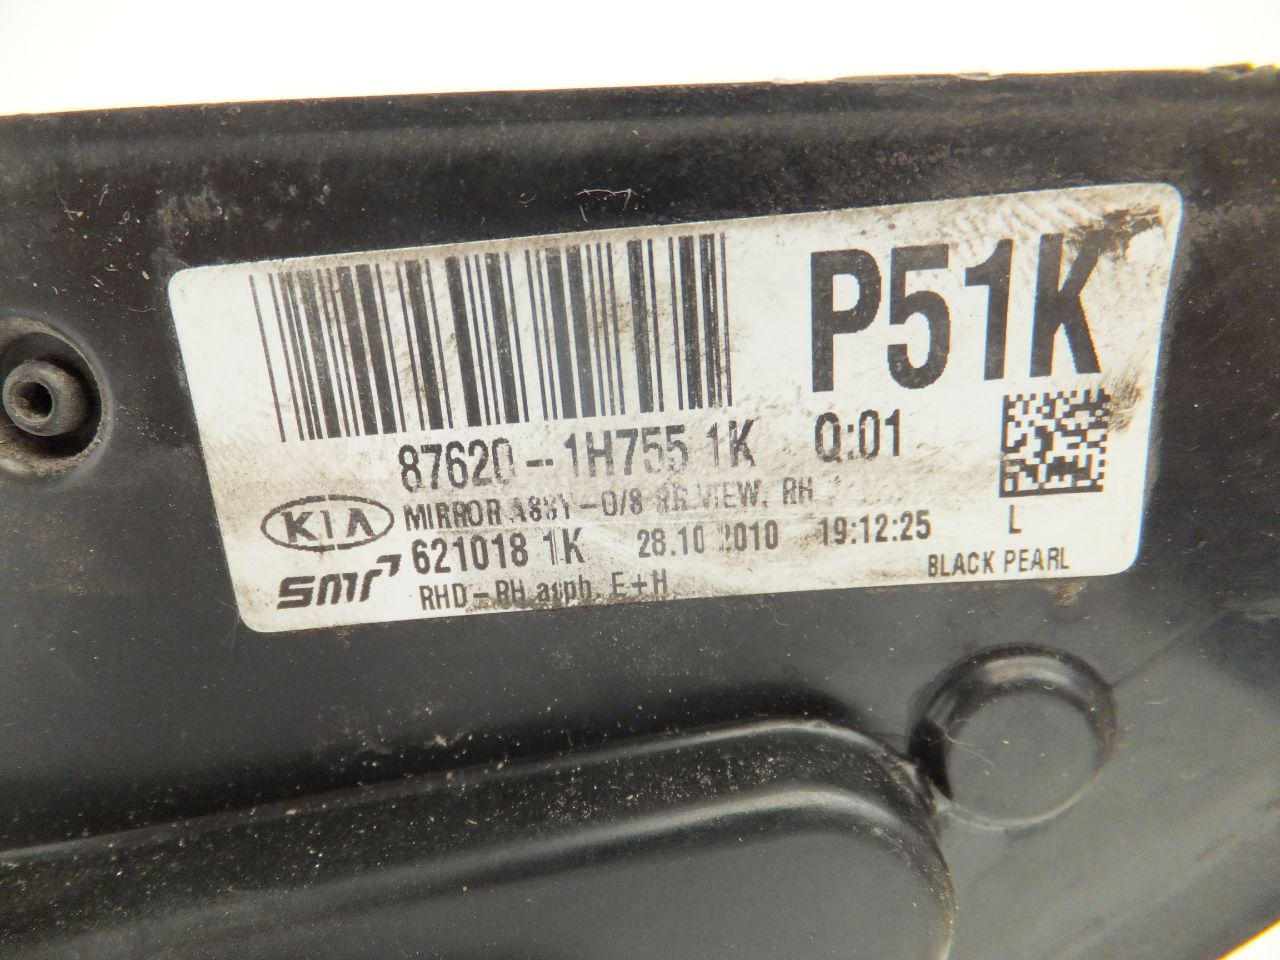 P51K
87620-1H755 1K Q:01
KIA MIRROR ASSY-O/S RR VIEW, RH
SMR 621018 1K 28.10 2010 19:12:25 L
RHD-RH asph. E+H BLACK PEARL